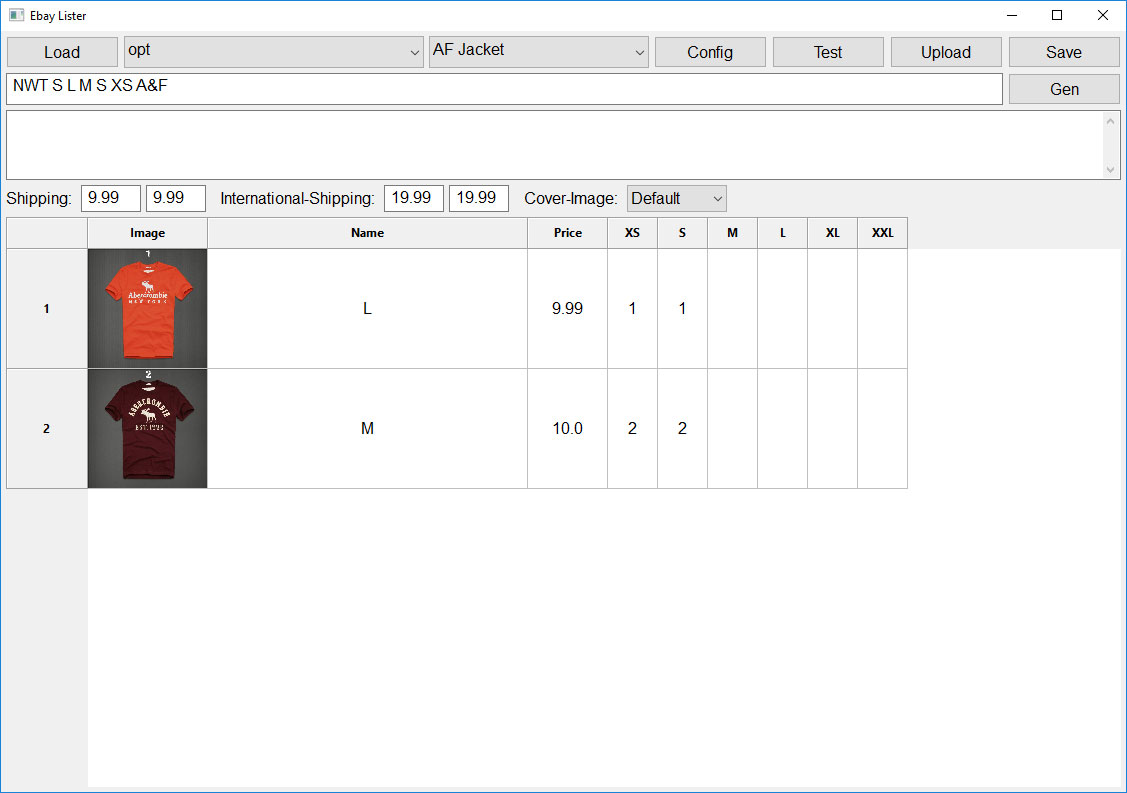 Ebay Lister
Load opt AF Jacket Config Test Upload Save
NWT S L M S XS A&F Gen
Shipping: 9.99 9.99 International-Shipping: 19.99 19.99 Cover-Image: Default
Image Name Price XS S M L XL XXL
1
Abercrombie
NEW YORK
1 L 9.99 1 1
2
ABERCROMBIE
EST. 1892
2 M 10.0 2 2